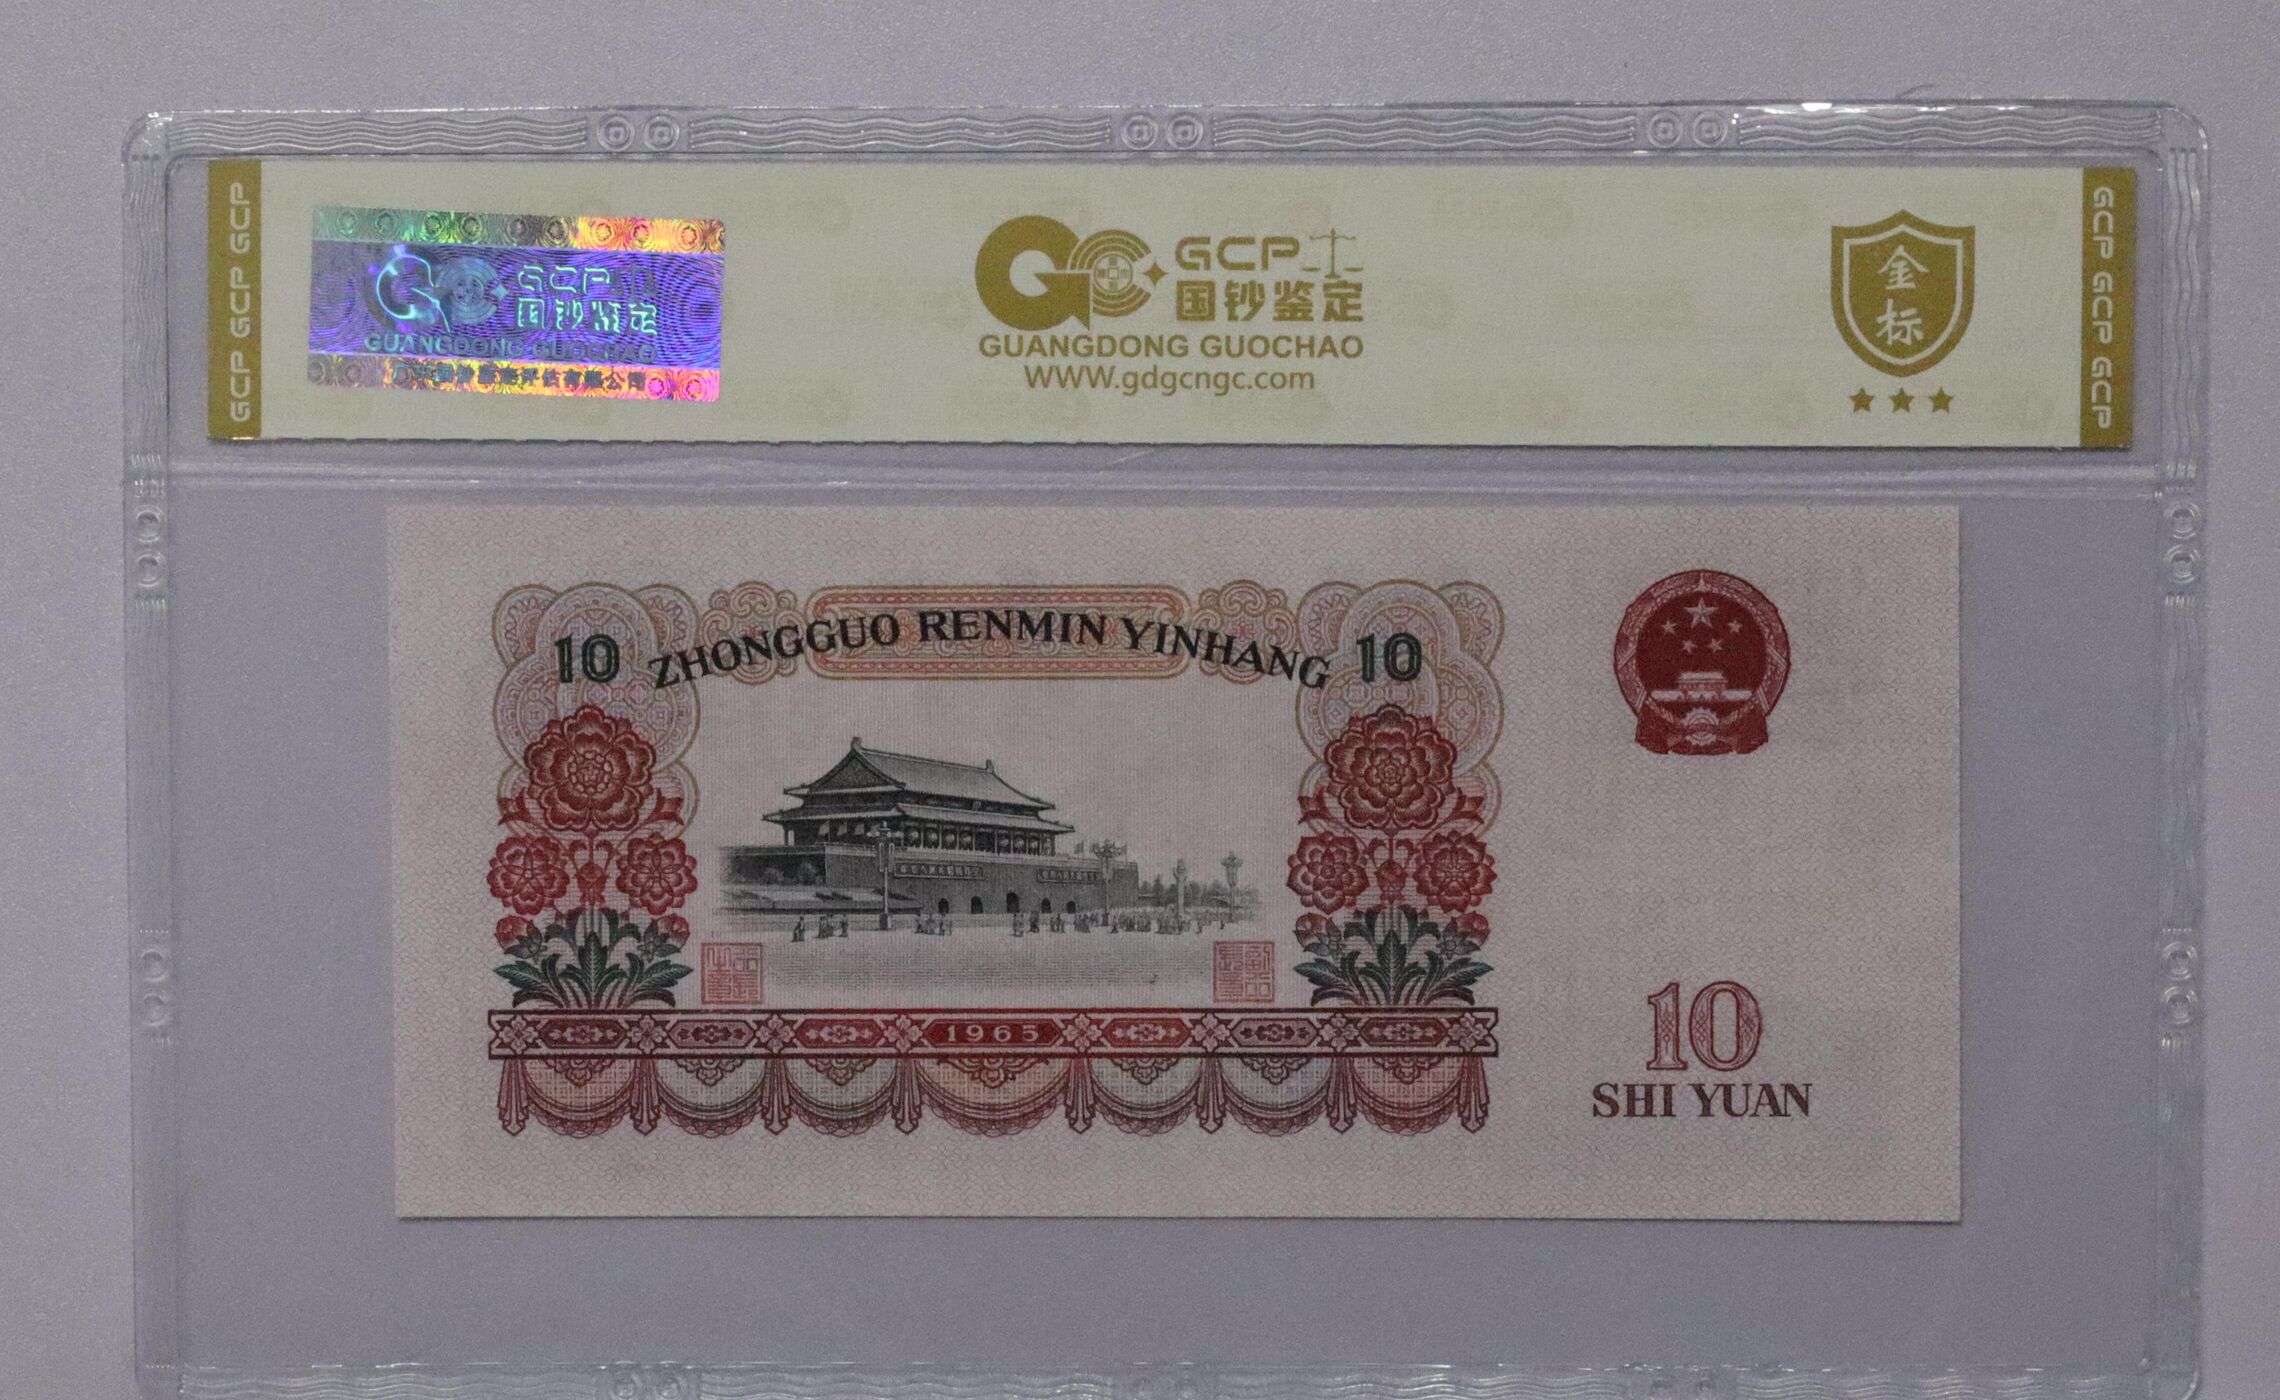 GCP GCP GCP
GCP
国钞鉴定
GUANGDONG GUOCHAO
GCP
国钞鉴定
GUANGDONG GUOCHAO
www.gdgcngc.com
金
标
GCP GCP GCP
10 ZHONGGUO RENMIN YINHANG 10
1965
10
SHI YUAN